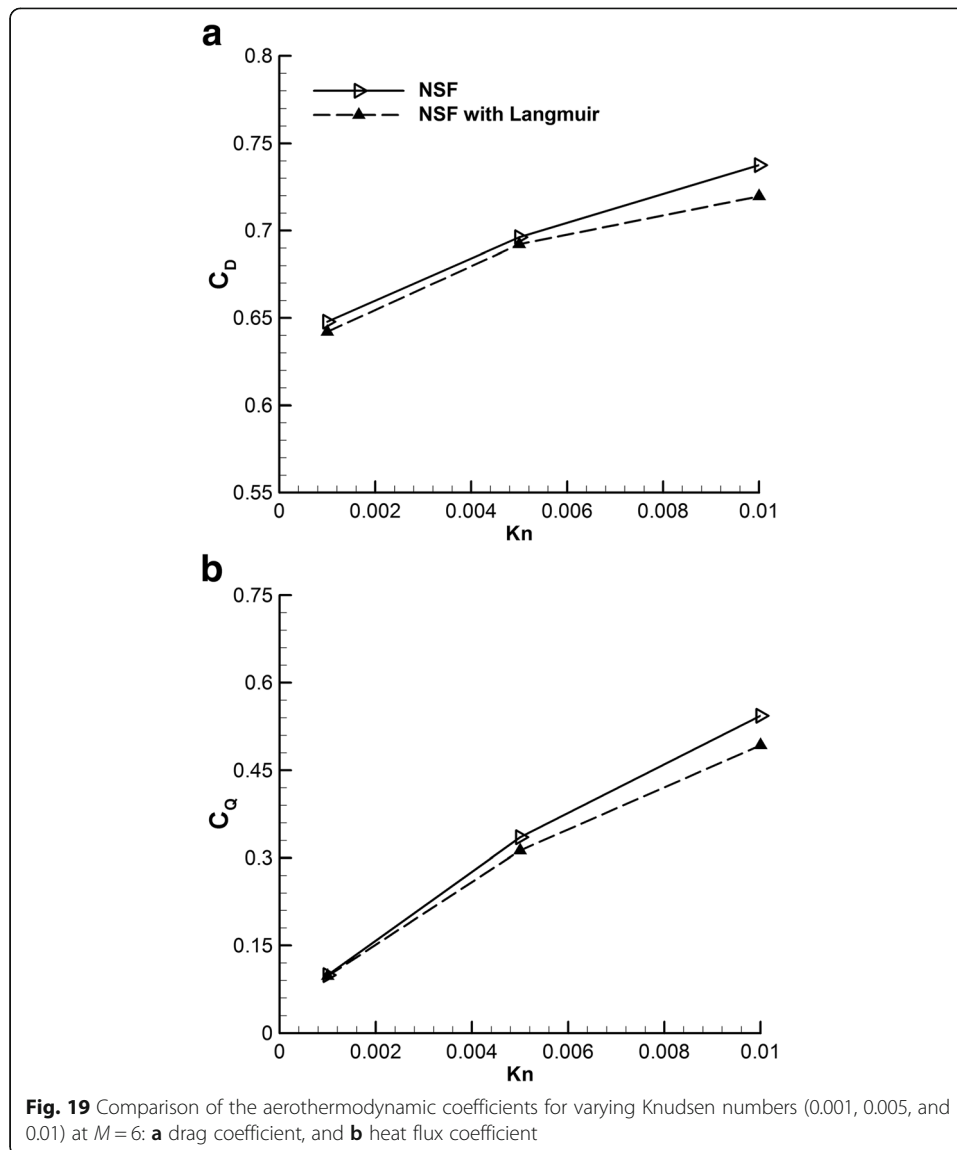 a
0.8
NSF
NSF with Langmuir
0.75
0.7
C_D
0.65
0.6
0.55
0 0.002 0.004 0.006 0.008 0.01
Kn
b
0.75
0.6
0.45
C_Q
0.3
0.15
0
0 0.002 0.004 0.006 0.008 0.01
Kn
Fig. 19 Comparison of the aerothermodynamic coefficients for varying Knudsen numbers (0.001, 0.005, and
0.01) at M = 6: a drag coefficient, and b heat flux coefficient